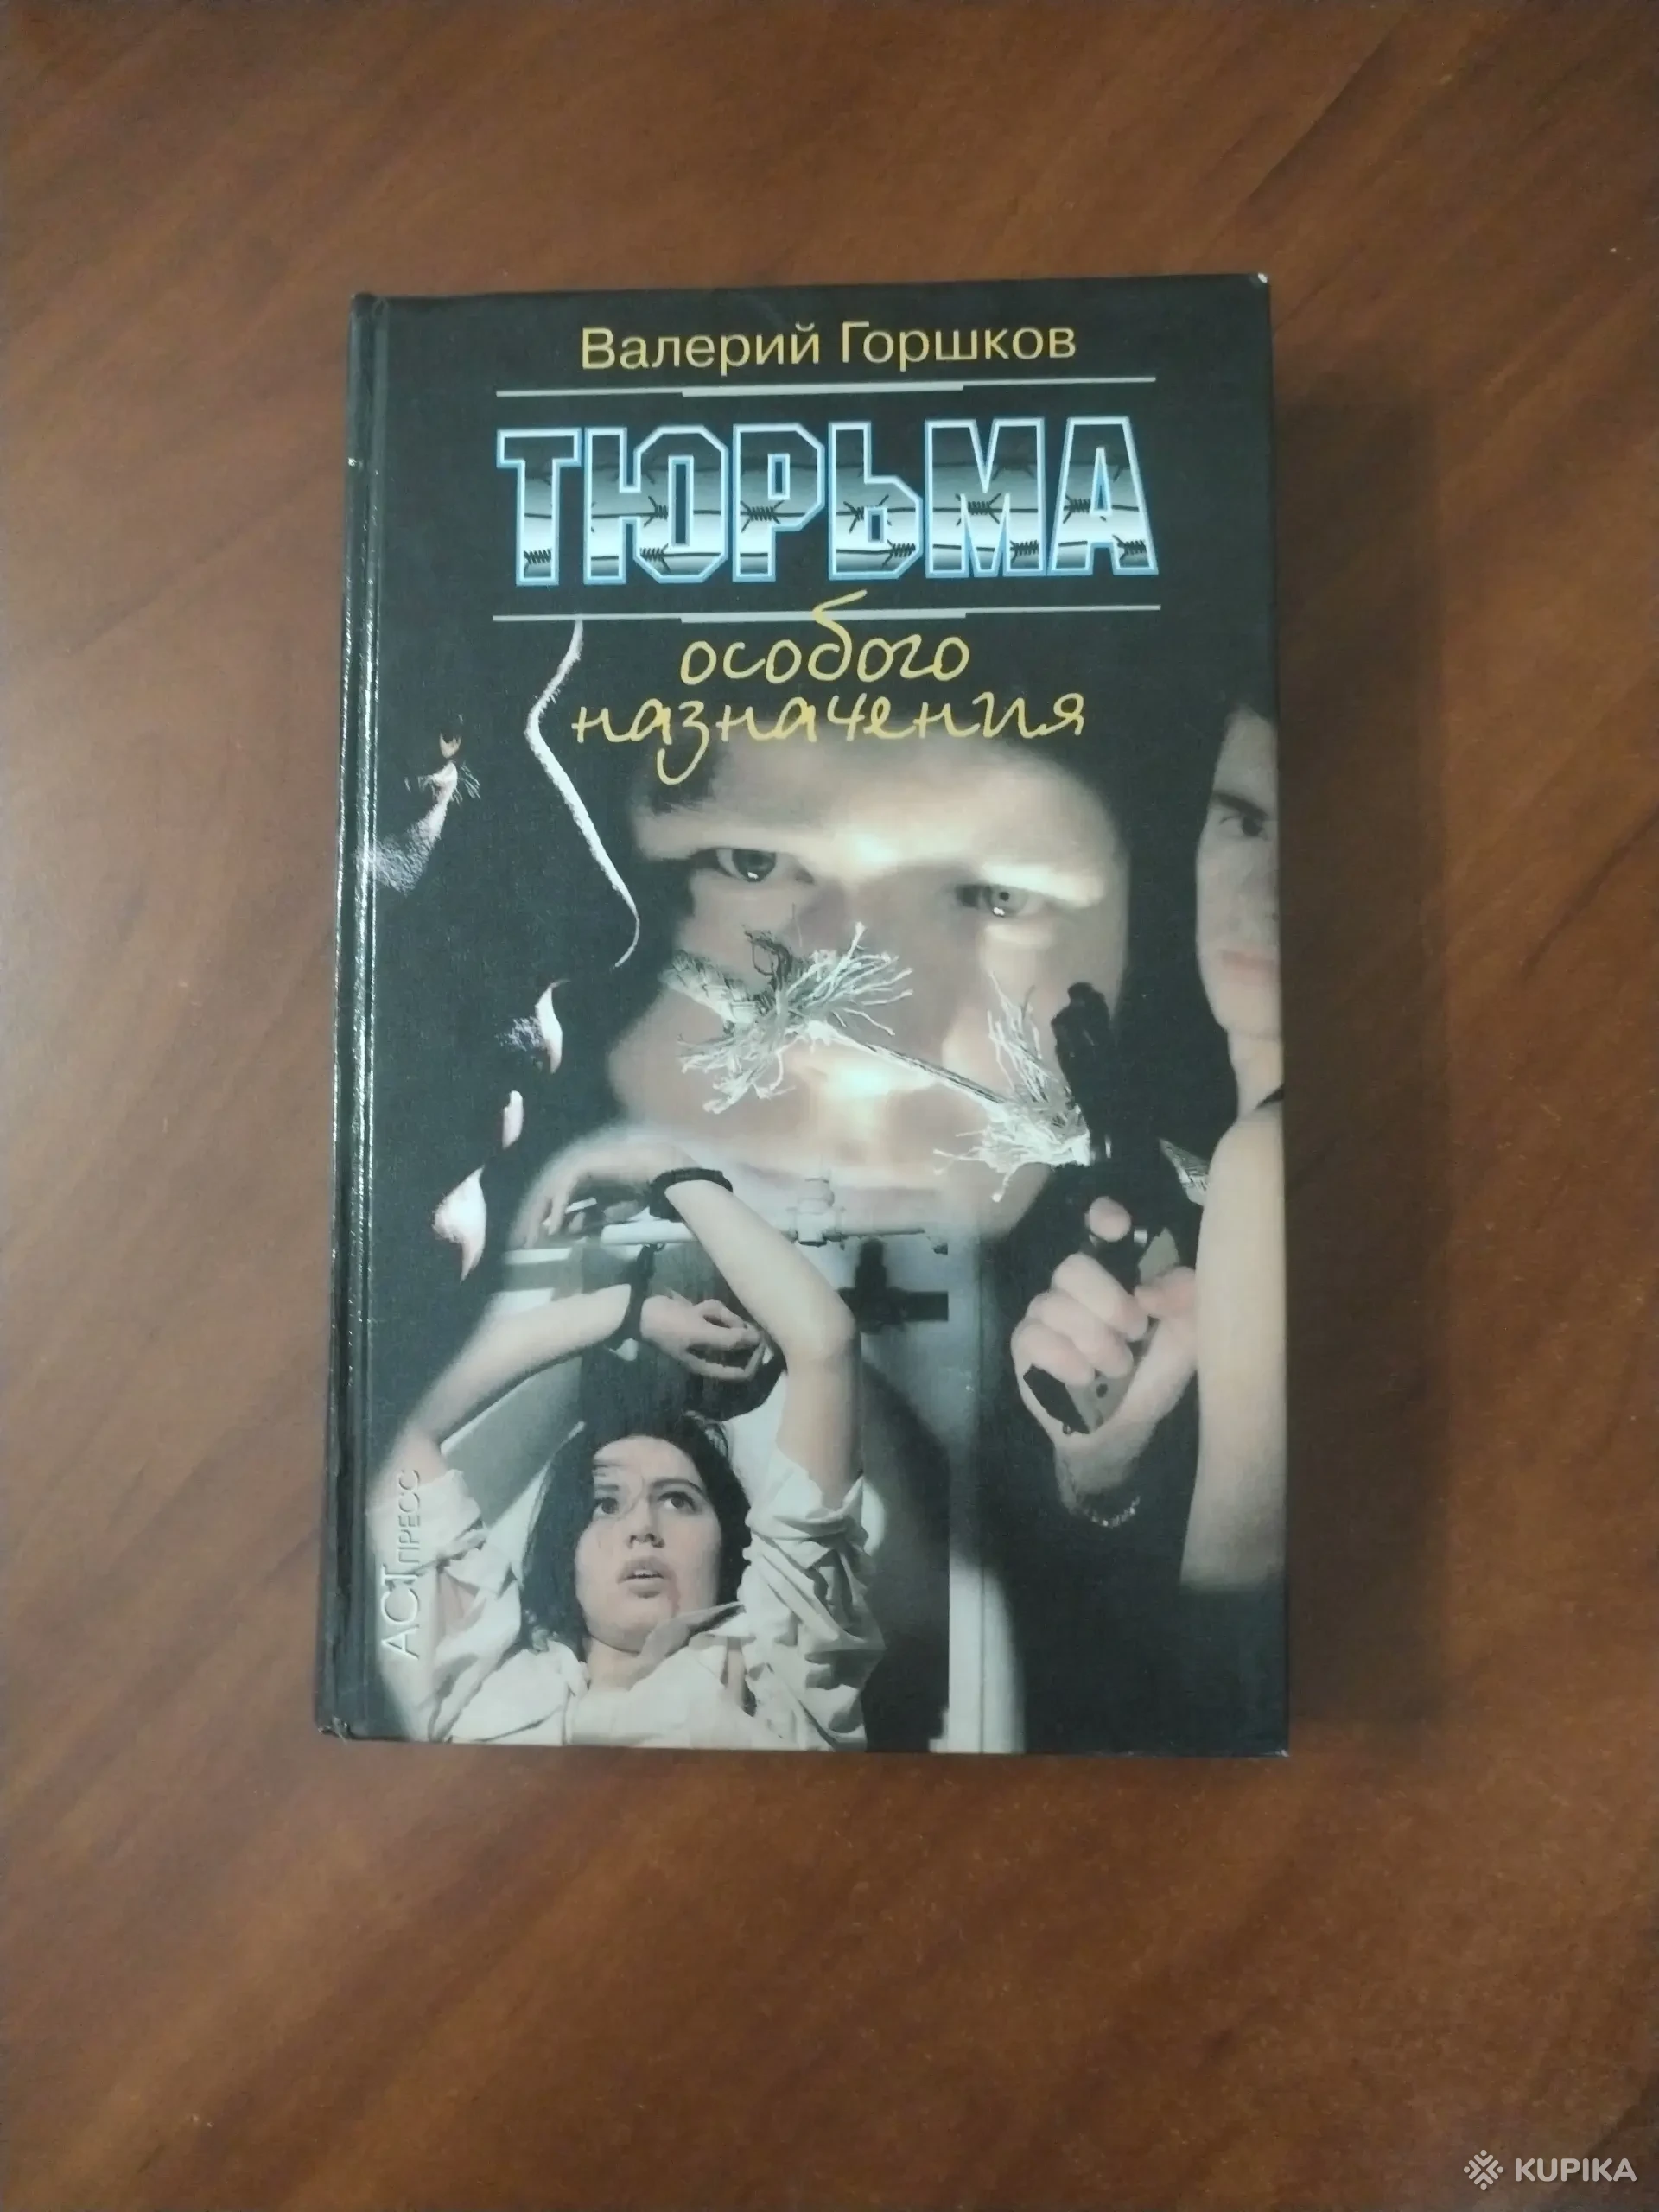 Валерий Горшков
ТЮРЬМА
особого
назначения
АСТ ПРЕСС
KUPIKA